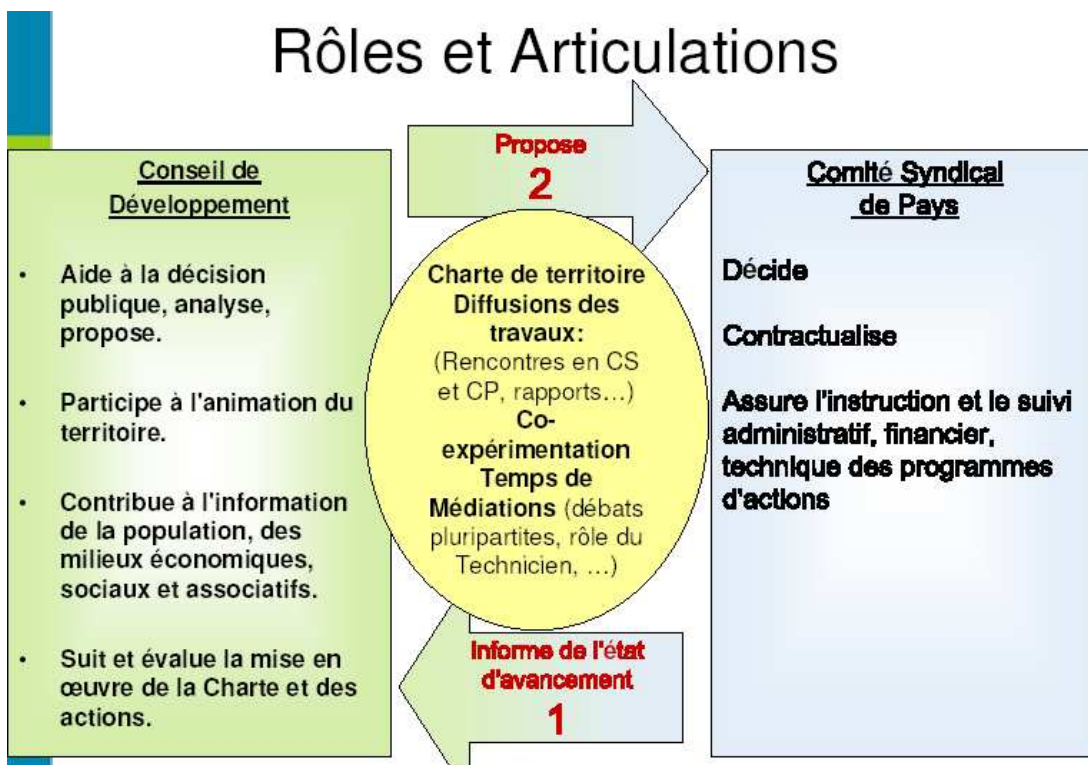 Rôles et Articulations
Conseil de
Développement
• Aide à la décision
publique, analyse,
propose.
• Participe à l'animation du
territoire.
• Contribue à l'information
de la population, des
milieux économiques,
sociaux et associatifs.
• Suit et évalue la mise en
œuvre de la Charte et des
actions.
Propose
2
Charte de territoire
Diffusions des
travaux:
(Rencontres en CS
et CP, rapports…)
Co-
expérimentation
Temps de
Médiations (débats
pluripartites, rôle du
Technicien, …)
Informe de l'état
d'avancement
1
Comité Syndical
de Pays
Décide
Contractualise
Assure l'instruction et le suivi
administratif, financier,
technique des programmes
d'actions